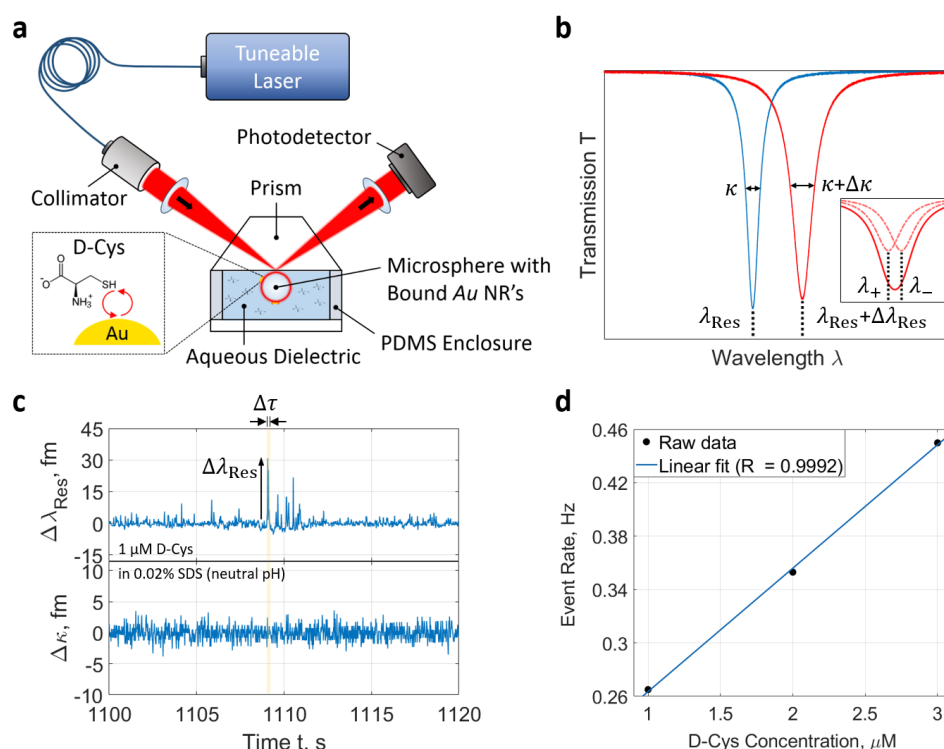 a
Tuneable
Laser
Photodetector
Collimator
Prism
D-Cys
O
⁻O
SH
NH₃⁺
Au
Microsphere with
Bound Au NR's
PDMS Enclosure
Aqueous Dielectric
b
Transmission T
κ
κ+Δκ
λ₊
λ₋
λRes
λRes+ΔλRes
Wavelength λ
c
Δτ
45
30
15
0
-15
ΔλRes, fm
ΔλRes
1 μM D-Cys
in 0.02% SDS (neutral pH)
10
5
0
-5
-10
Δκ, fm
1100
1105
1110
1115
1120
Time t, s
d
0.46
0.42
0.38
0.34
0.3
0.26
Event Rate, Hz
Raw data
Linear fit (R = 0.9992)
1
1.5
2
2.5
3
D-Cys Concentration, μM